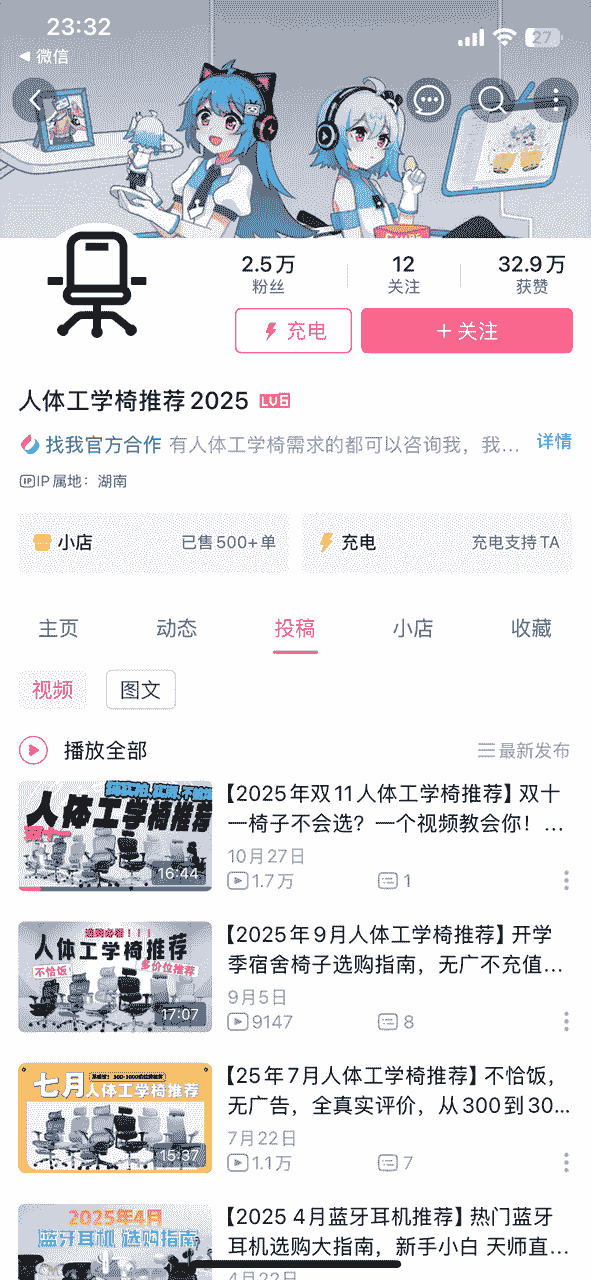 23:32
27
◀ 微信
2.5万
12
32.9万
粉丝
关注
获赞
充电
+ 关注
人体工学椅推荐2025 LV6
找我官方合作 有人体工学椅需求的都可以咨询我，我... 详情
IP IP属地：湖南
小店 已售500+单
充电 充电支持TA
主页 动态 投稿 小店 收藏
视频 图文
播放全部 最新发布
人体工学椅推荐
双十一
16:44
【2025年双11人体工学椅推荐】双十
一椅子不会选？一个视频教会你！...
10月27日
1.7万 1
人体工学椅推荐
不恰饭
多价位推荐
17:07
【2025年9月人体工学椅推荐】开学
季宿舍椅子选购指南，无广不充值...
9月5日
9147 8
七月人体工学椅推荐
15:37
【25年7月人体工学椅推荐】不恰饭，
无广告，全真实评价，从300到30...
7月22日
1.1万 7
2025年4月
蓝牙耳机 选购指南
【2025 4月蓝牙耳机推荐】热门蓝牙
耳机选购大指南，新手小白 天师直...
4月22日